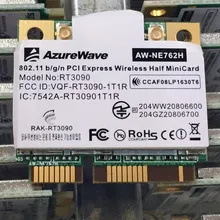 AzureWave
AW-NE762H
802.11 b/g/n PCI Express Wireless Half MiniCard
Model No: RT3090
CCAF08LP1630T6
FCC ID: VQF-RT3090-1T1R
IC:7542A-RT30901T1R
RAK-RT3090
204WW20806600
204GZ20806700